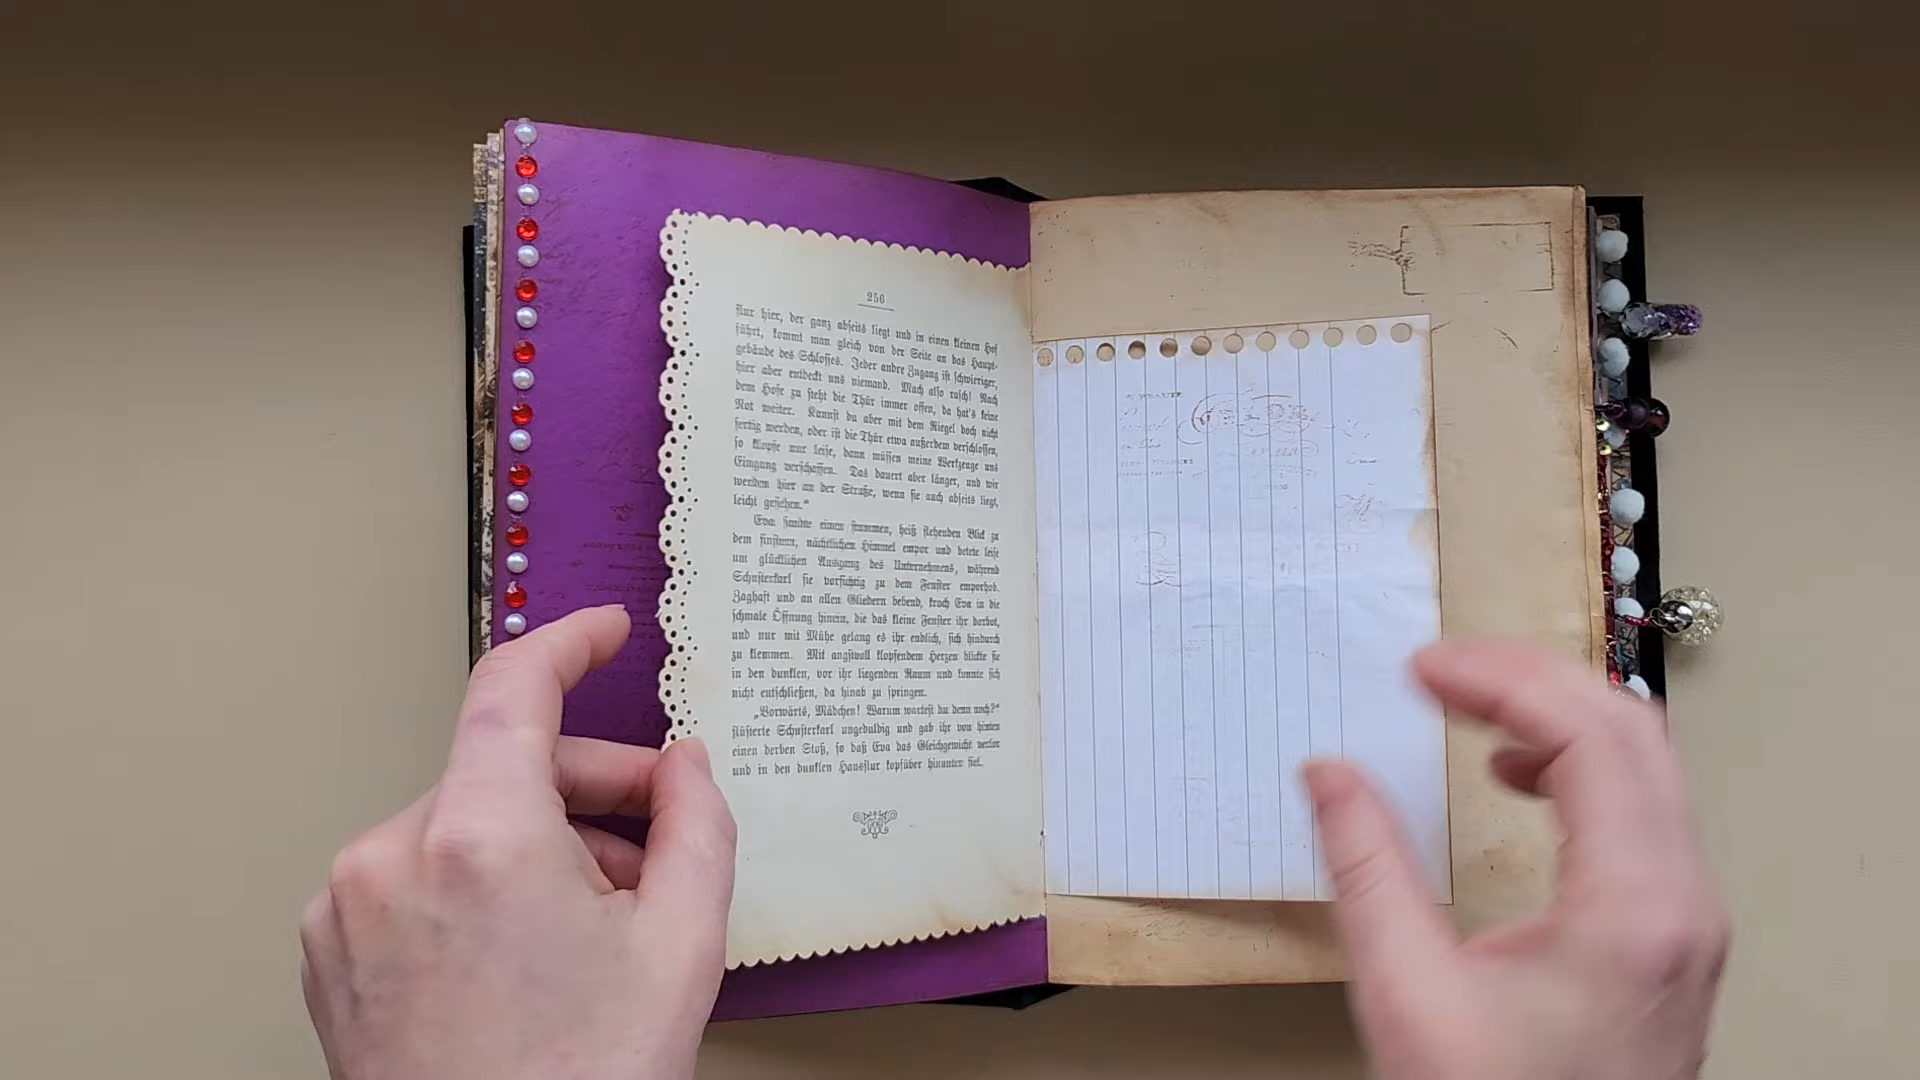 256
flur hier, der ganz abseits liegt und in einen kleinen Hof
führt, kommt man gleich von der Seite an das Haupt-
gebäude des Schlosses. Jeder andre Zugang ist schwieriger,
hier aber entdeckt uns niemand. Mach also rasch! Nach
dem Hofe zu steht die Thür immer offen, da hat's keine
Not weiter. Kannst du aber mit dem Riegel doch nicht
fertig werden, oder ist die Thür etwa außerdem verschlossen,
so klopfe nur leise, dann müssen meine Werkzeuge uns
Eingang verschaffen. Das dauert aber länger, und wir
werden hier an der Straße, wenn sie auch abseits liegt,
leicht gesehen.“
Eva sandte einen stummen, heiß flehenden Blick zu
dem finstern, nächtlichen Himmel empor und betete leise
um glücklichen Ausgang des Unternehmens, während
Schusterkarl sie vorsichtig zu dem Fenster emporhob.
Zaghaft und an allen Gliedern bebend, kroch Eva in die
schmale Öffnung hinein, die das kleine Fenster ihr darbot,
und nur mit Mühe gelang es ihr endlich, sich hindurch
zu klemmen. Mit angstvoll klopfendem Herzen blickte sie
in den dunklen, vor ihr liegenden Raum und konnte sich
nicht entschließen, da hinab zu springen.
„Vorwärts, Mädchen! Warum wartest du denn noch?“
flüsterte Schusterkarl ungeduldig und gab ihr von hinten
einen derben Stoß, so daß Eva das Gleichgewicht verlor
und in den dunklen Hausflur kopfüber hinunter fiel.